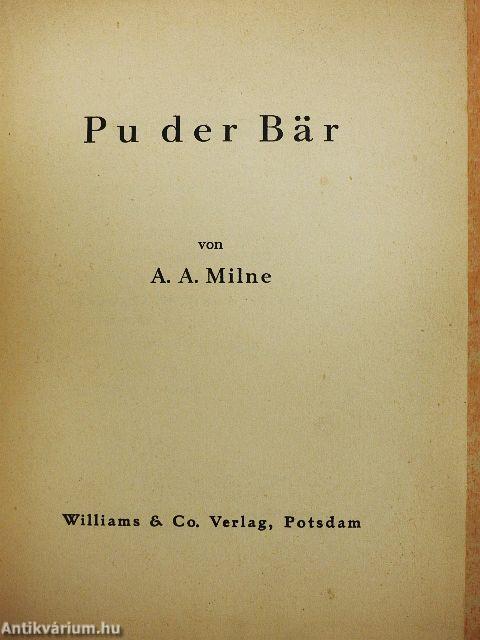 Pu der Bär
von
A. A. Milne
Williams & Co. Verlag, Potsdam
Antikvárium.hu